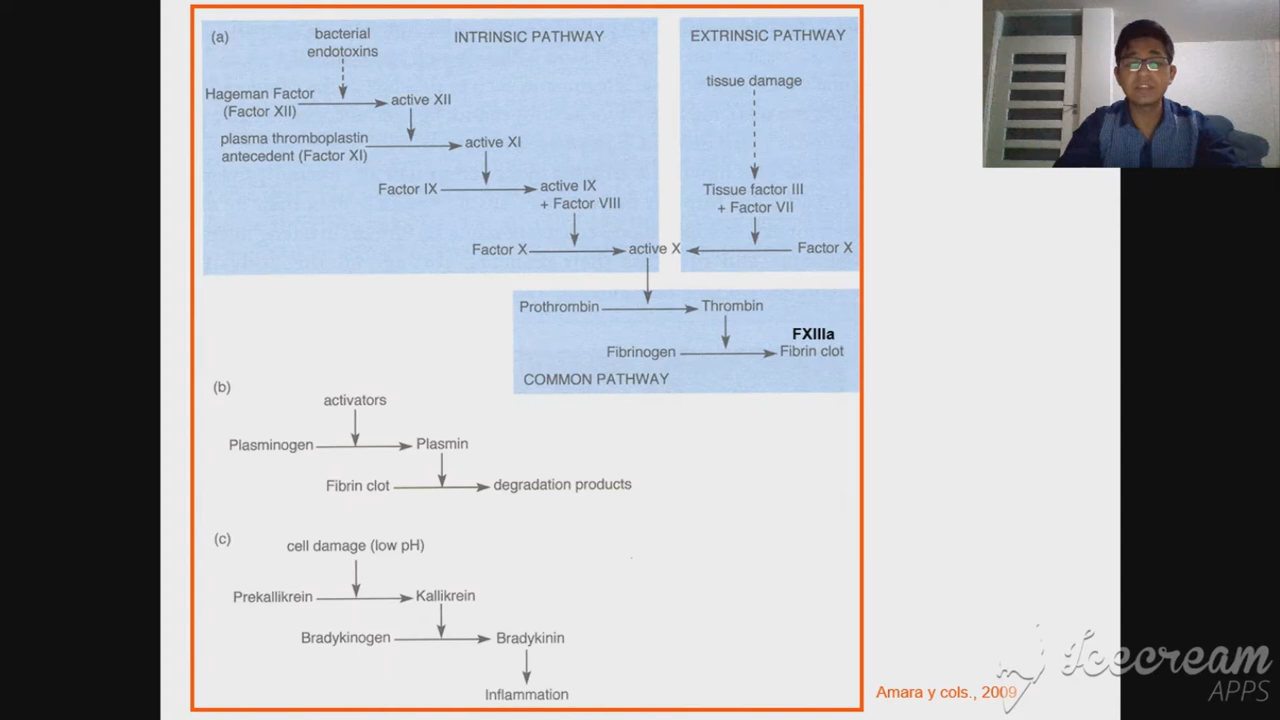 (a)
bacterial
endotoxins
INTRINSIC PATHWAY
Hageman Factor
(Factor XII)
active XII
plasma thromboplastin
antecedent (Factor XI)
active XI
Factor IX
active IX
+ Factor VIII
Factor X
active X
EXTRINSIC PATHWAY
tissue damage
Tissue factor III
+ Factor VII
Factor X
Prothrombin
Thrombin
FXIIIa
Fibrinogen
Fibrin clot
COMMON PATHWAY
(b)
activators
Plasminogen
Plasmin
Fibrin clot
degradation products
(c)
cell damage (low pH)
Prekallikrein
Kallikrein
Bradykinogen
Bradykinin
Inflammation
Amara y cols., 2009
Icecream
APPS